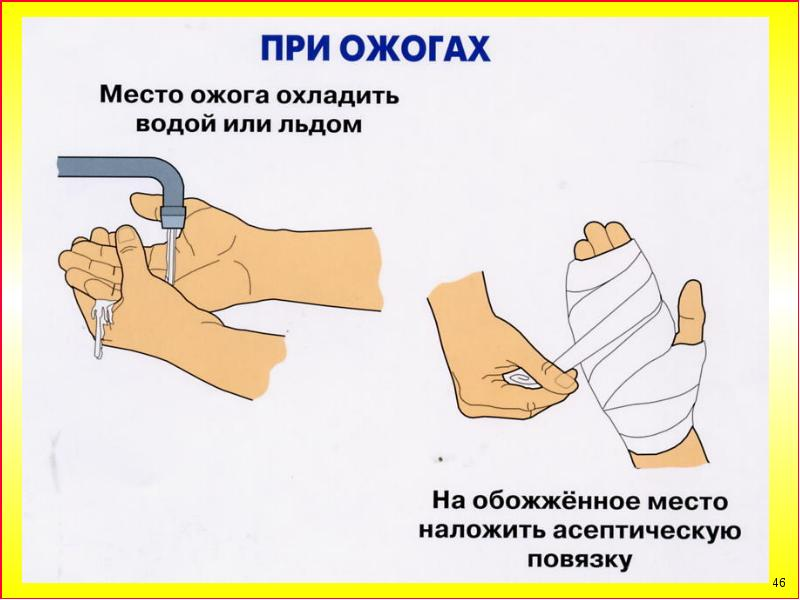 ПРИ ОЖОГАХ
Место ожога охладить
водой или льдом
На обожжённое место
наложить асептическую
повязку
46